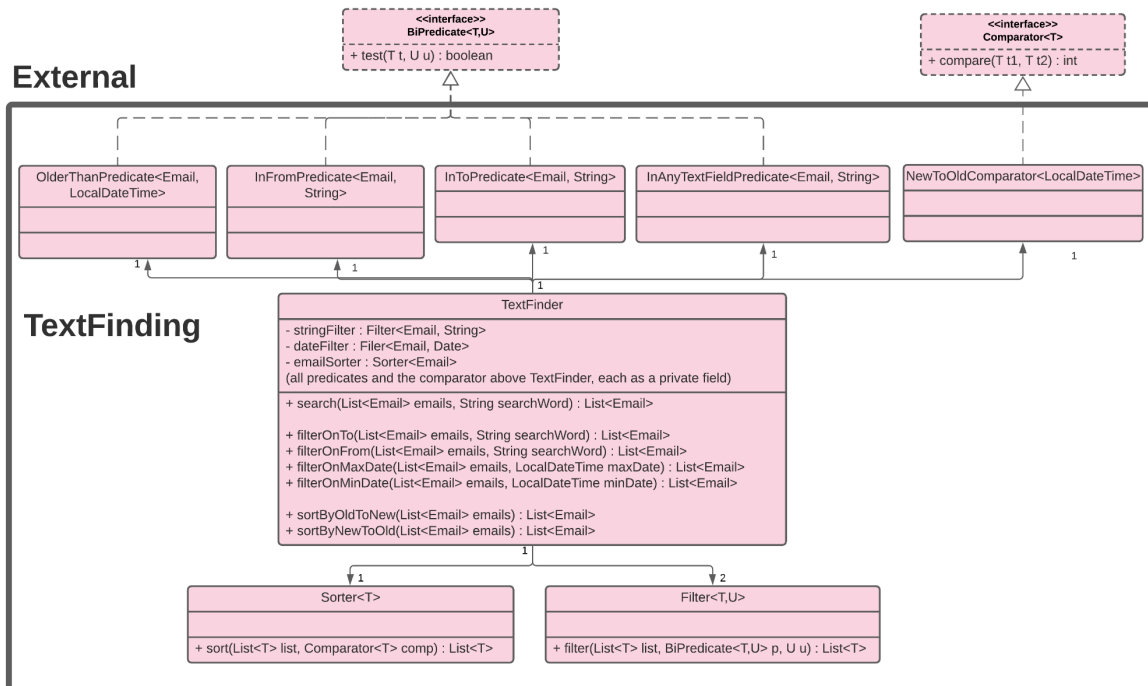 <<interface>>
BiPredicate<T,U>
+ test(T t, U u) : boolean
<<interface>>
Comparator<T>
+ compare(T t1, T t2) : int
External
OlderThanPredicate<Email,
LocalDateTime>
InFromPredicate<Email,
String>
InToPredicate<Email, String>
InAnyTextFieldPredicate<Email, String>
NewToOldComparator<LocalDateTime>
1
1
1
1
1
1
TextFinding
TextFinder
- stringFilter : Filter<Email, String>
- dateFilter : Filer<Email, Date>
- emailSorter : Sorter<Email>
(all predicates and the comparator above TextFinder, each as a private field)
+ search(List<Email> emails, String searchWord) : List<Email>
+ filterOnTo(List<Email> emails, String searchWord) : List<Email>
+ filterOnFrom(List<Email> emails, String searchWord) : List<Email>
+ filterOnMaxDate(List<Email> emails, LocalDateTime maxDate) : List<Email>
+ filterOnMinDate(List<Email> emails, LocalDateTime minDate) : List<Email>
+ sortByOldToNew(List<Email> emails) : List<Email>
+ sortByNewToOld(List<Email> emails) : List<Email>
1
1
2
Sorter<T>
+ sort(List<T> list, Comparator<T> comp) : List<T>
Filter<T,U>
+ filter(List<T> list, BiPredicate<T,U> p, U u) : List<T>